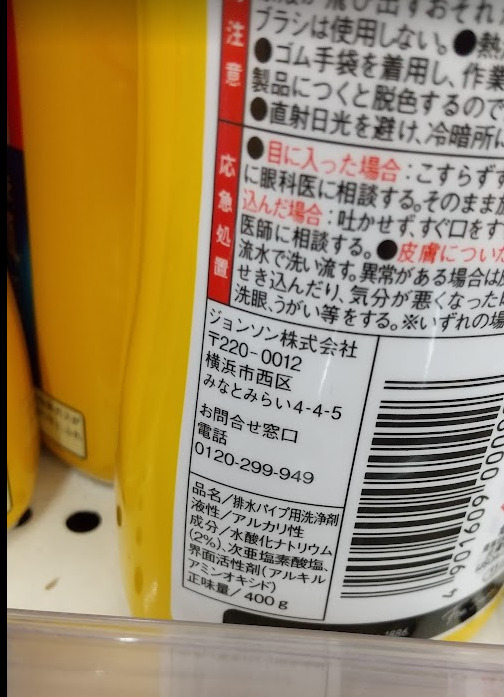 ブラシは使用しない。●熱
●ゴム手袋を着用し、作業
製品につくと脱色するので
●直射日光を避け、冷暗所に
注意
応急処置
●目に入った場合：こすらず
に眼科医に相談する。そのまま
込んだ場合：吐かせず、すぐ口をす
医師に相談する。●皮膚についた
流水で洗い流す。異常がある場合は
せき込んだり、気分が悪くなった
洗眼、うがい等をする。※いずれの場
ジョンソン株式会社
〒220-0012
横浜市西区
みなとみらい4-4-5
お問合せ窓口
電話
0120-299-949
品名／排水パイプ用洗浄剤
液性／アルカリ性
成分／水酸化ナトリウム
(2%)、次亜塩素酸塩、
界面活性剤(アルキル
アミンオキシド)
正味量／400g
4 901609 00
1886